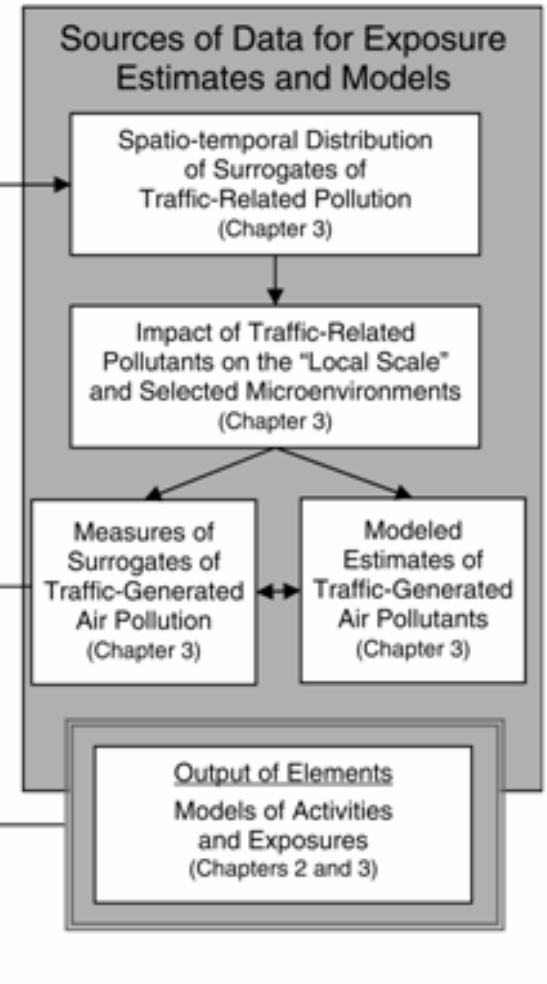 Sources of Data for Exposure
Estimates and Models
Spatio-temporal Distribution
of Surrogates of
Traffic-Related Pollution
(Chapter 3)
Impact of Traffic-Related
Pollutants on the “Local Scale”
and Selected Microenvironments
(Chapter 3)
Measures of
Surrogates of
Traffic-Generated
Air Pollution
(Chapter 3)
Modeled
Estimates of
Traffic-Generated
Air Pollutants
(Chapter 3)
Output of Elements
Models of Activities
and Exposures
(Chapters 2 and 3)